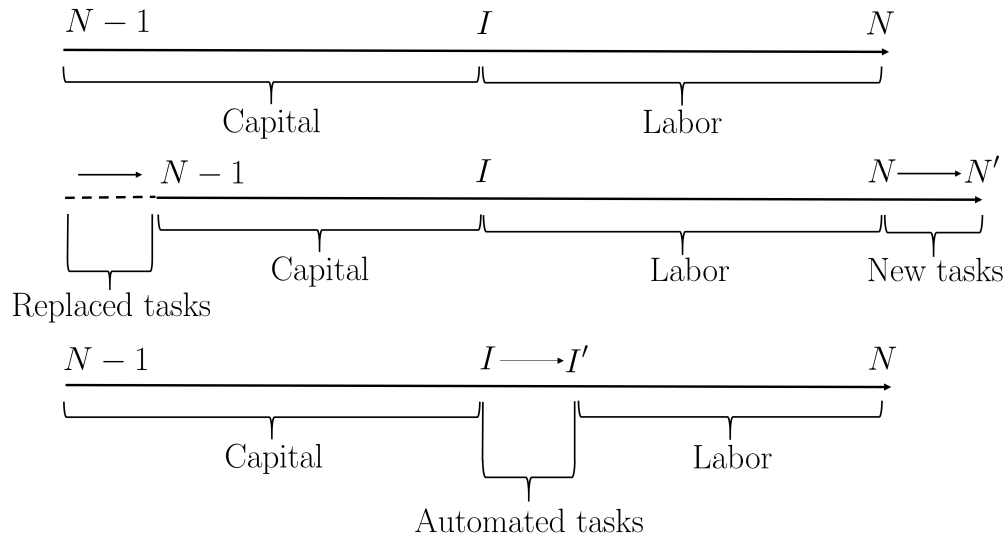 N − 1 I N
Capital Labor
N − 1 I N N′
Capital Labor New tasks
Replaced tasks
N − 1 I I′ N
Capital Labor
Automated tasks